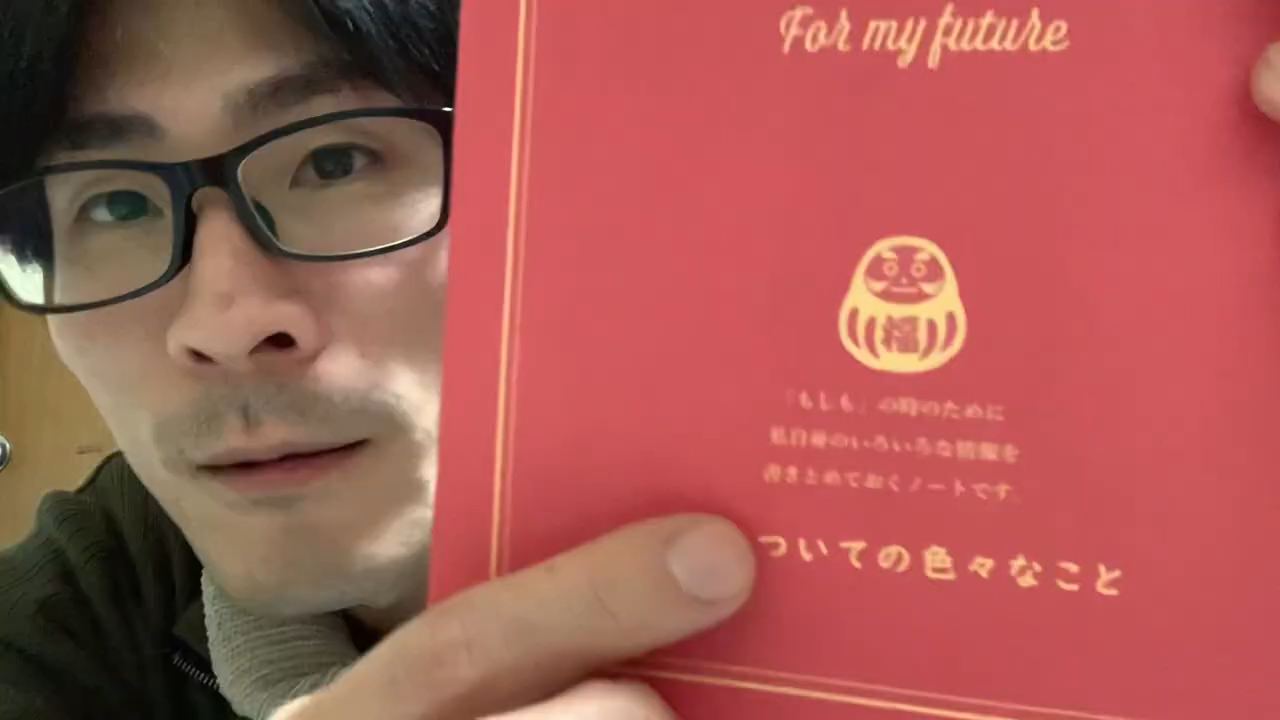 For my future
福
「もしも」の時のために
私自身のいろいろな情報を
書きとめておくノートです。
ついての色々なこと